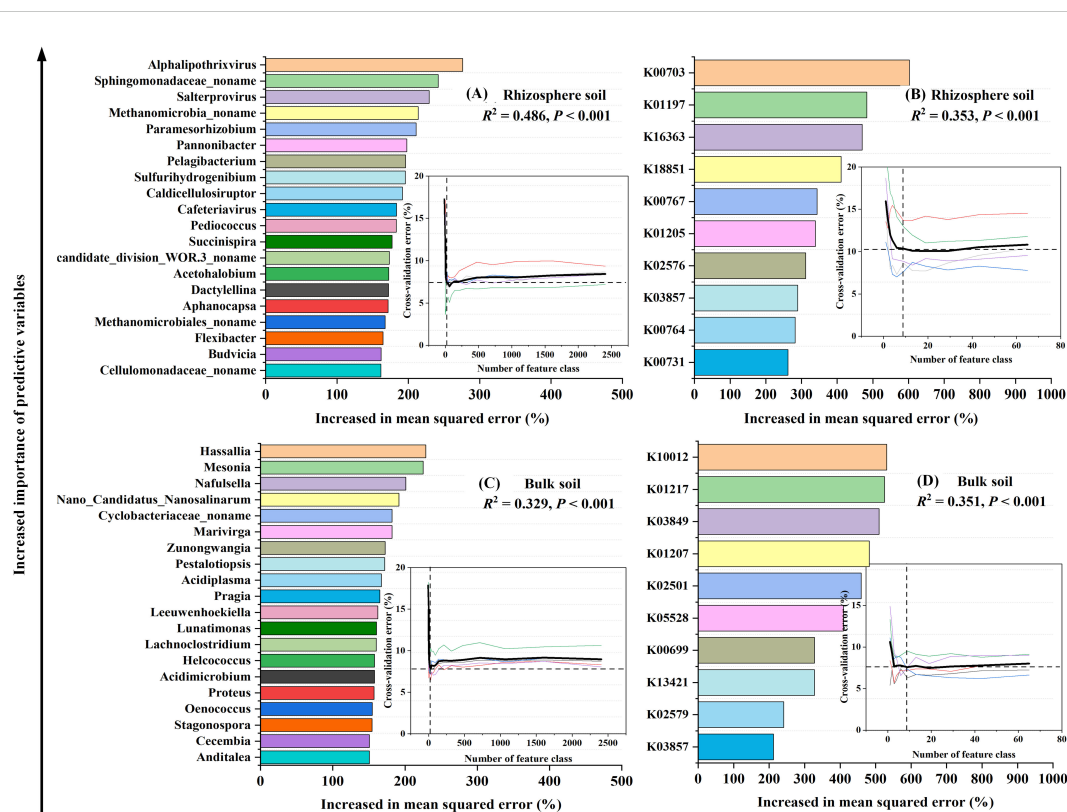 Increased importance of predictive variables
Alphalipothrixvirus
Sphingomonadaceae_noname
Salterprovirus
Methanomicrobia_noname
Paramesorhizobium
Pannonibacter
Pelagibacterium
Sulfurihydrogenibium
Caldicellulosiruptor
Cafeteriavirus
Pediococcus
Succinispira
candidate_division_WOR.3_noname
Acetohalobium
Dactylellina
Aphanocapsa
Methanomicrobiales_noname
Flexibacter
Budvicia
Cellulomonadaceae_noname
0 100 200 300 400 500
Increased in mean squared error (%)
(A) Rhizosphere soil
R² = 0.486, P < 0.001
Cross-validation error (%)
20
15
10
5
0
0 500 1000 1500 2000 2500
Number of feature class
K00703
K01197
K16363
K18851
K00767
K01205
K02576
K03857
K00764
K00731
0 100 200 300 400 500 600 700 800 900 1000
Increased in mean squared error (%)
(B) Rhizosphere soil
R² = 0.353, P < 0.001
Cross-validation error (%)
20
15
10
5
0
0 20 40 60 80
Number of feature class
Hassallia
Mesonia
Nafulsella
Nano_Candidatus_Nanosalinarum
Cyclobacteriaceae_noname
Marivirga
Zunongwangia
Pestalotiopsis
Acidiplasma
Pragia
Leeuwenhoekiella
Lunatimonas
Lachnoclostridium
Helcococcus
Acidimicrobium
Proteus
Oenococcus
Stagonospora
Cecembia
Anditalea
0 100 200 300 400 500
Increased in mean squared error (%)
(C) Bulk soil
R² = 0.329, P < 0.001
Cross-validation error (%)
20
15
10
5
0
0 500 1000 1500 2000 2500
Number of feature class
K10012
K01217
K03849
K01207
K02501
K05528
K00699
K13421
K02579
K03857
0 100 200 300 400 500 600 700 800 900 1000
Increased in mean squared error (%)
(D) Bulk soil
R² = 0.351, P < 0.001
Cross-validation error (%)
20
15
10
5
0
0 20 40 60 80
Number of feature class